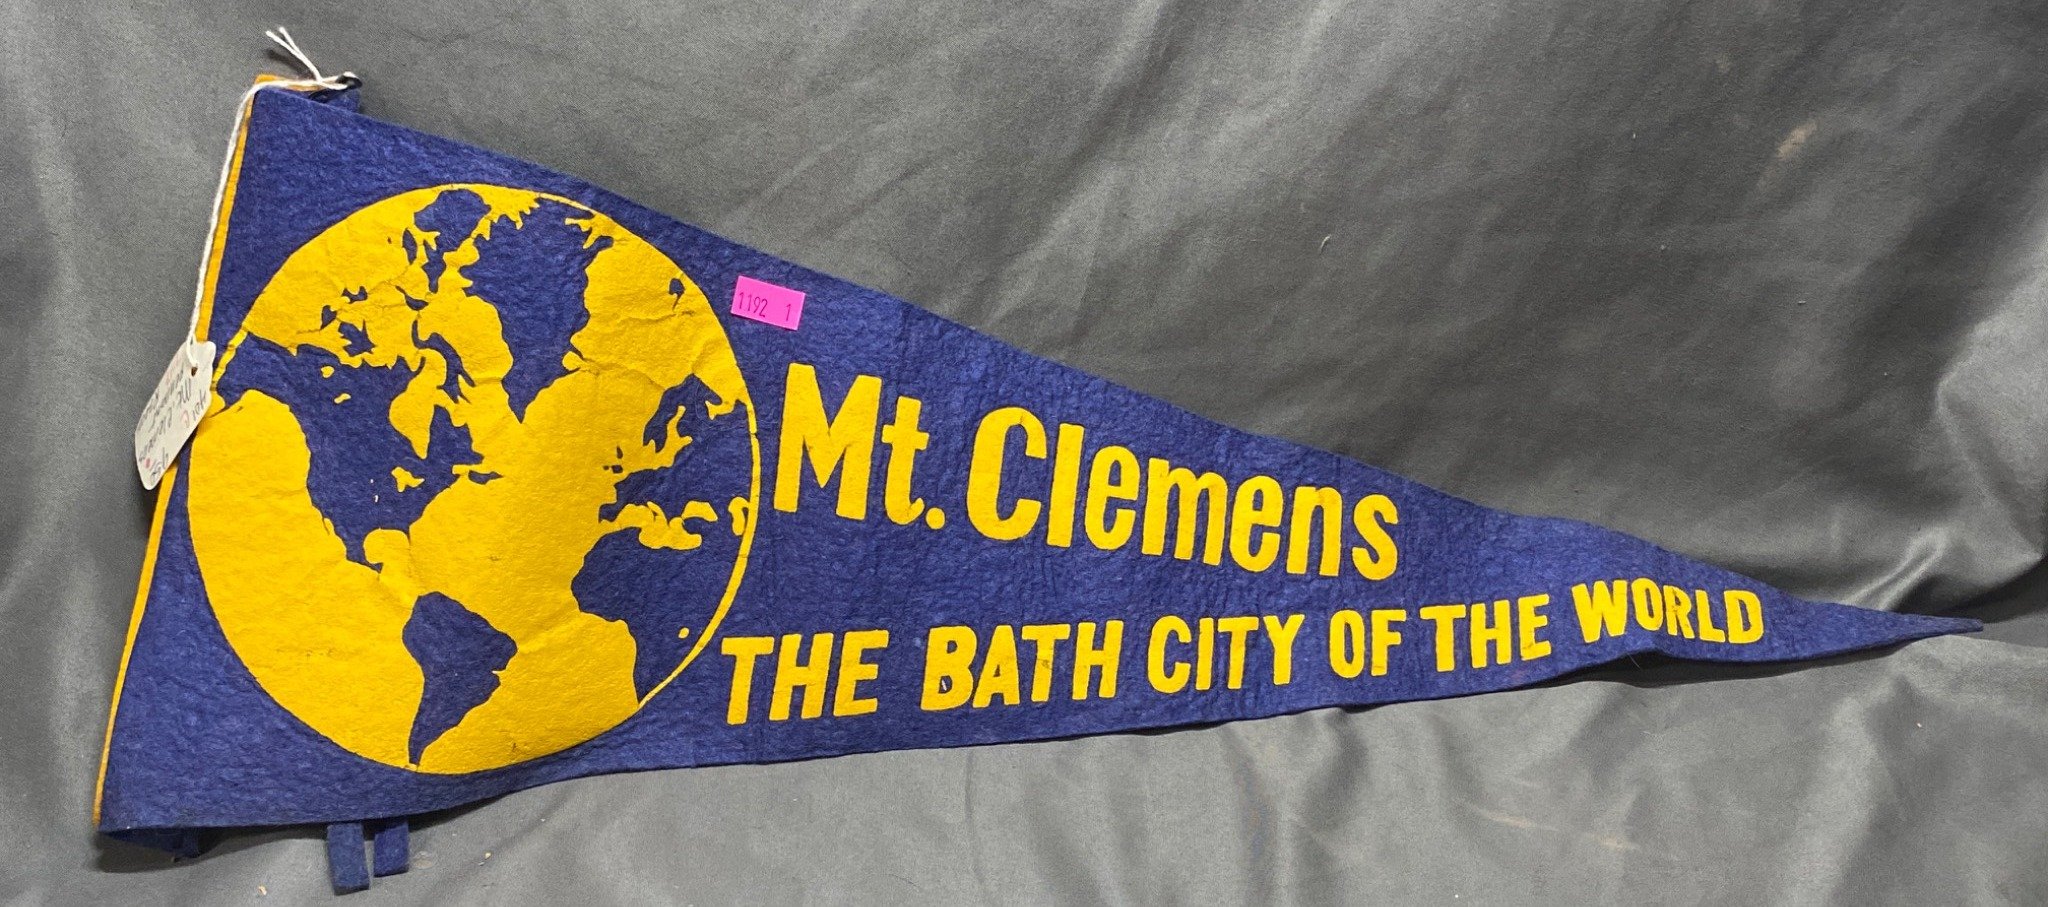 1192 1
Mt. Clemens
THE BATH CITY OF THE WORLD